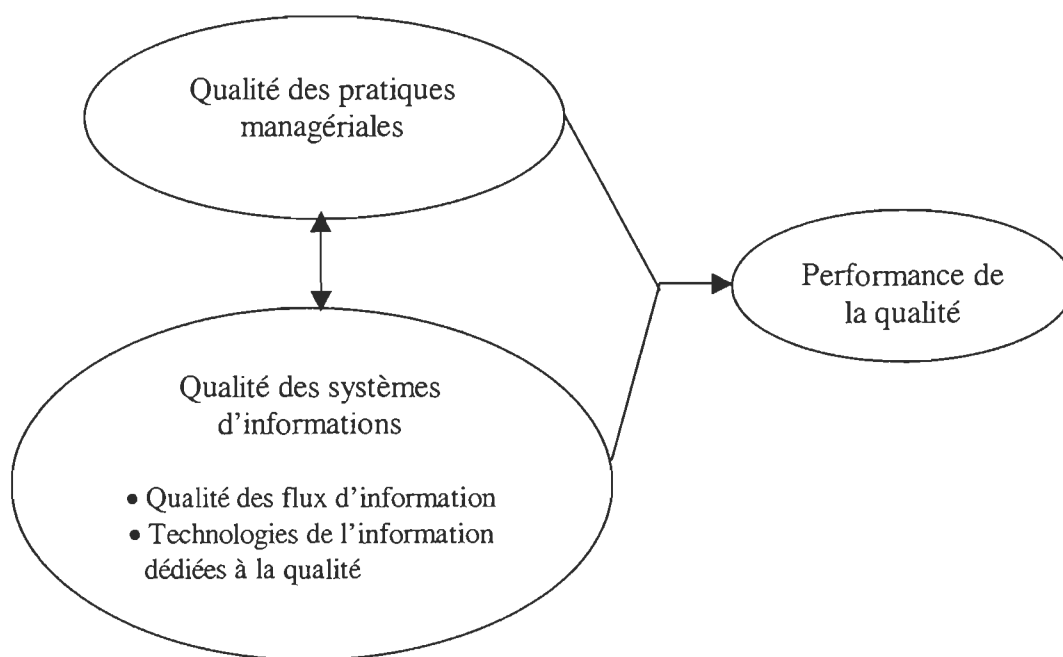 Qualité des pratiques
managériales
Performance de
la qualité
Qualité des systèmes
d'informations
• Qualité des flux d'information
• Technologies de l'information
dédiées à la qualité